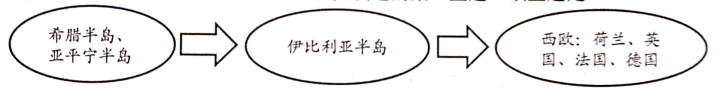 希腊半岛、
亚平宁半岛
伊比利亚半岛
西欧：荷兰、英
国、法国、德国